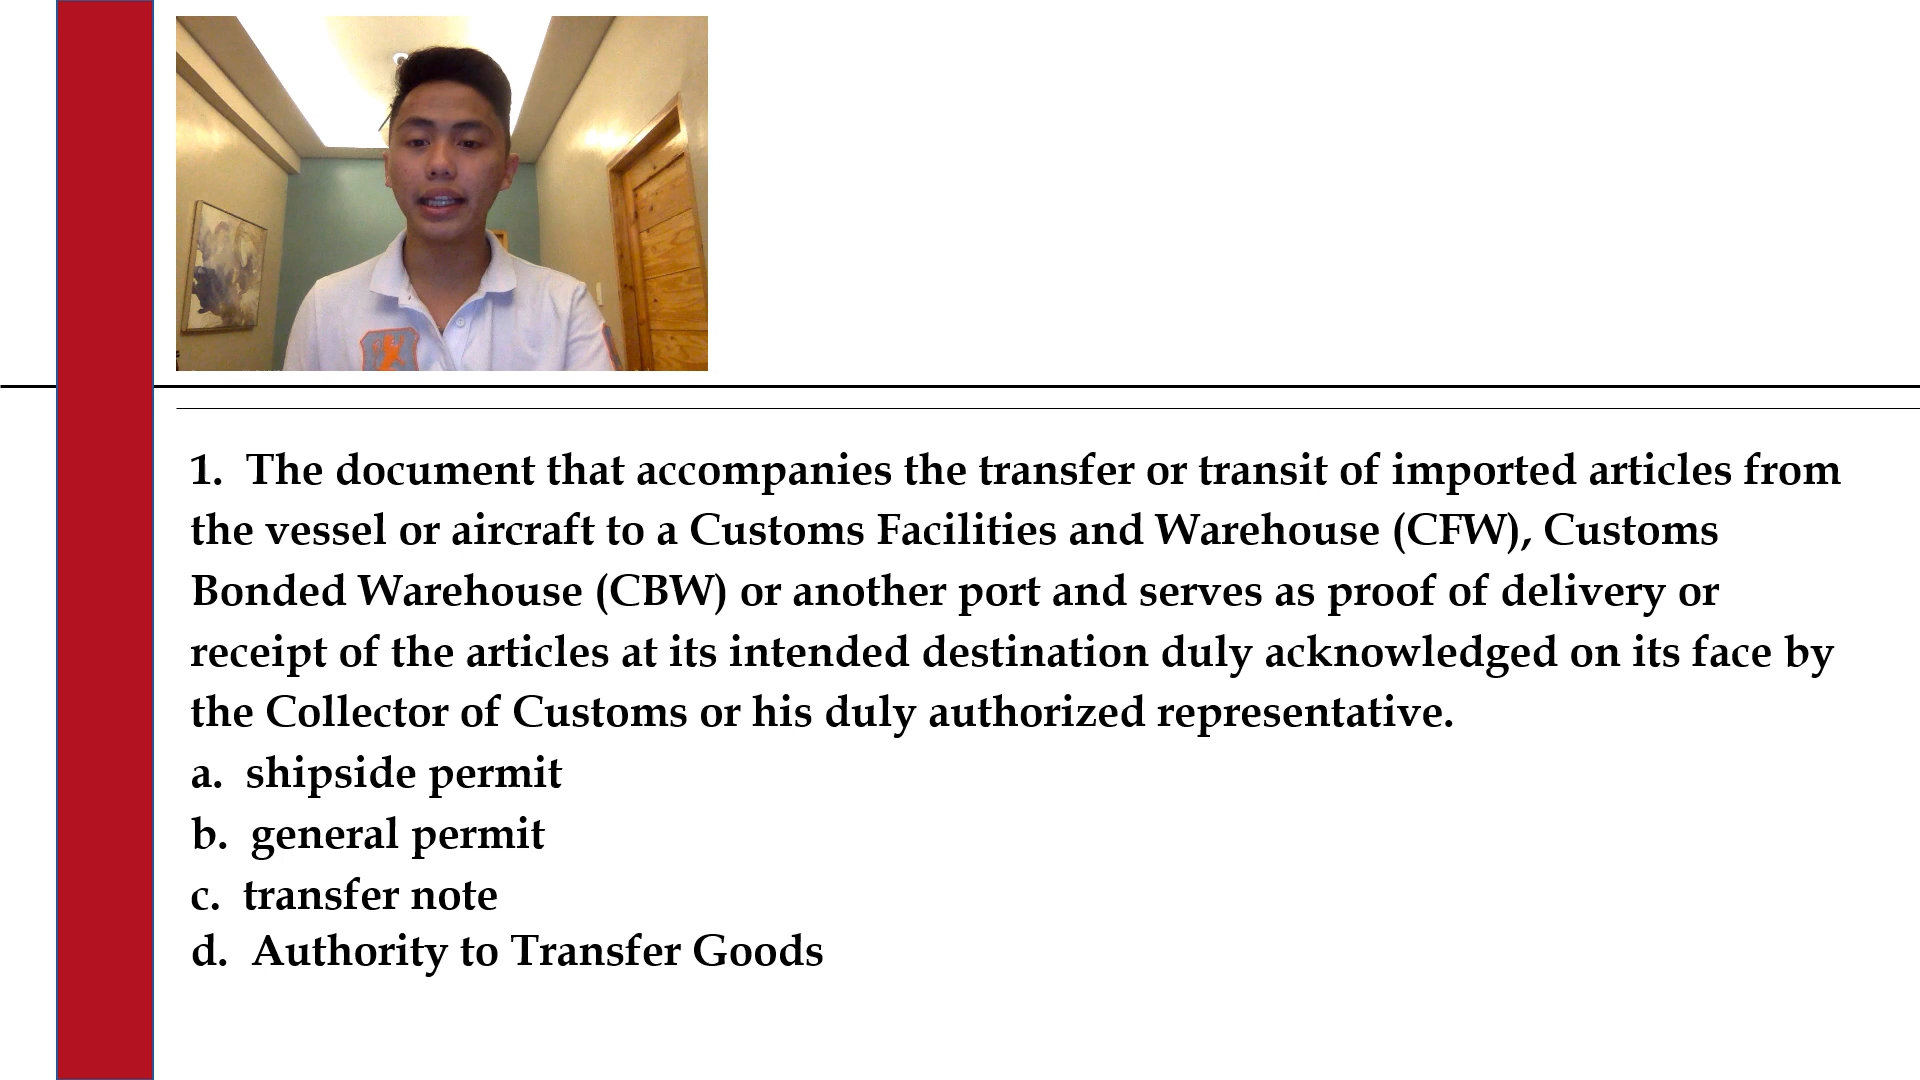 1. The document that accompanies the transfer or transit of imported articles from
the vessel or aircraft to a Customs Facilities and Warehouse (CFW), Customs
Bonded Warehouse (CBW) or another port and serves as proof of delivery or
receipt of the articles at its intended destination duly acknowledged on its face by
the Collector of Customs or his duly authorized representative.
a. shipside permit
b. general permit
c. transfer note
d. Authority to Transfer Goods